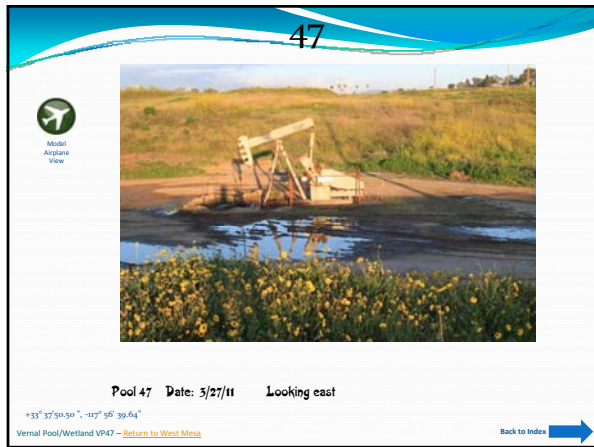 47
Model
Airplane
View
Pool 47 Date: 3/27/11 Looking east
+33° 37'50.50 ", -117° 56' 39.64"
Vernal Pool/Wetland VP47 – Return to West Mesa
Back to Index